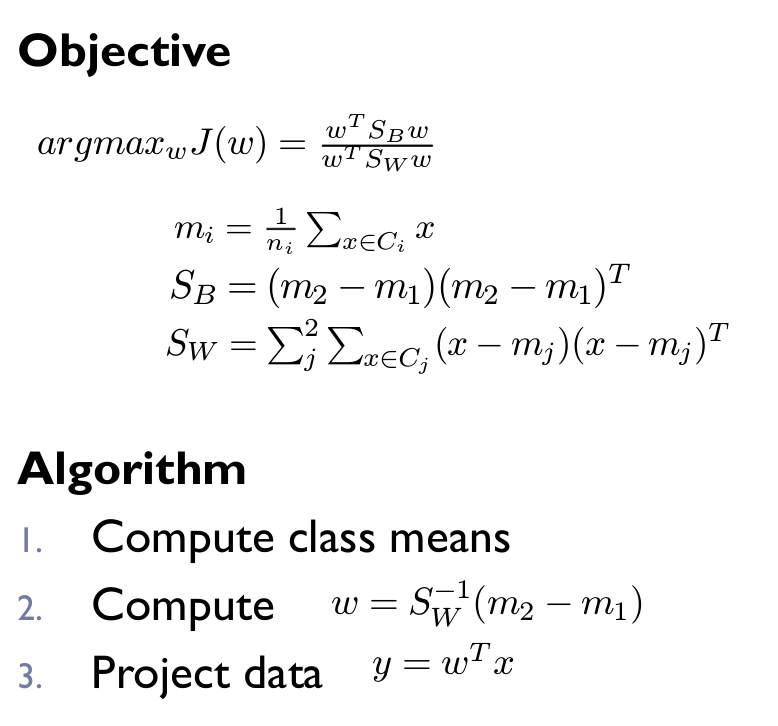 Objective
$argmax_w J(w) = \frac{w^T S_B w}{w^T S_W w}$
$m_i = \frac{1}{n_i} \sum_{x \in C_i} x$
$S_B = (m_2 - m_1)(m_2 - m_1)^T$
$S_W = \sum_j^2 \sum_{x \in C_j} (x - m_j)(x - m_j)^T$
Algorithm
1. Compute class means
2. Compute $w = S_W^{-1}(m_2 - m_1)$
3. Project data $y = w^T x$